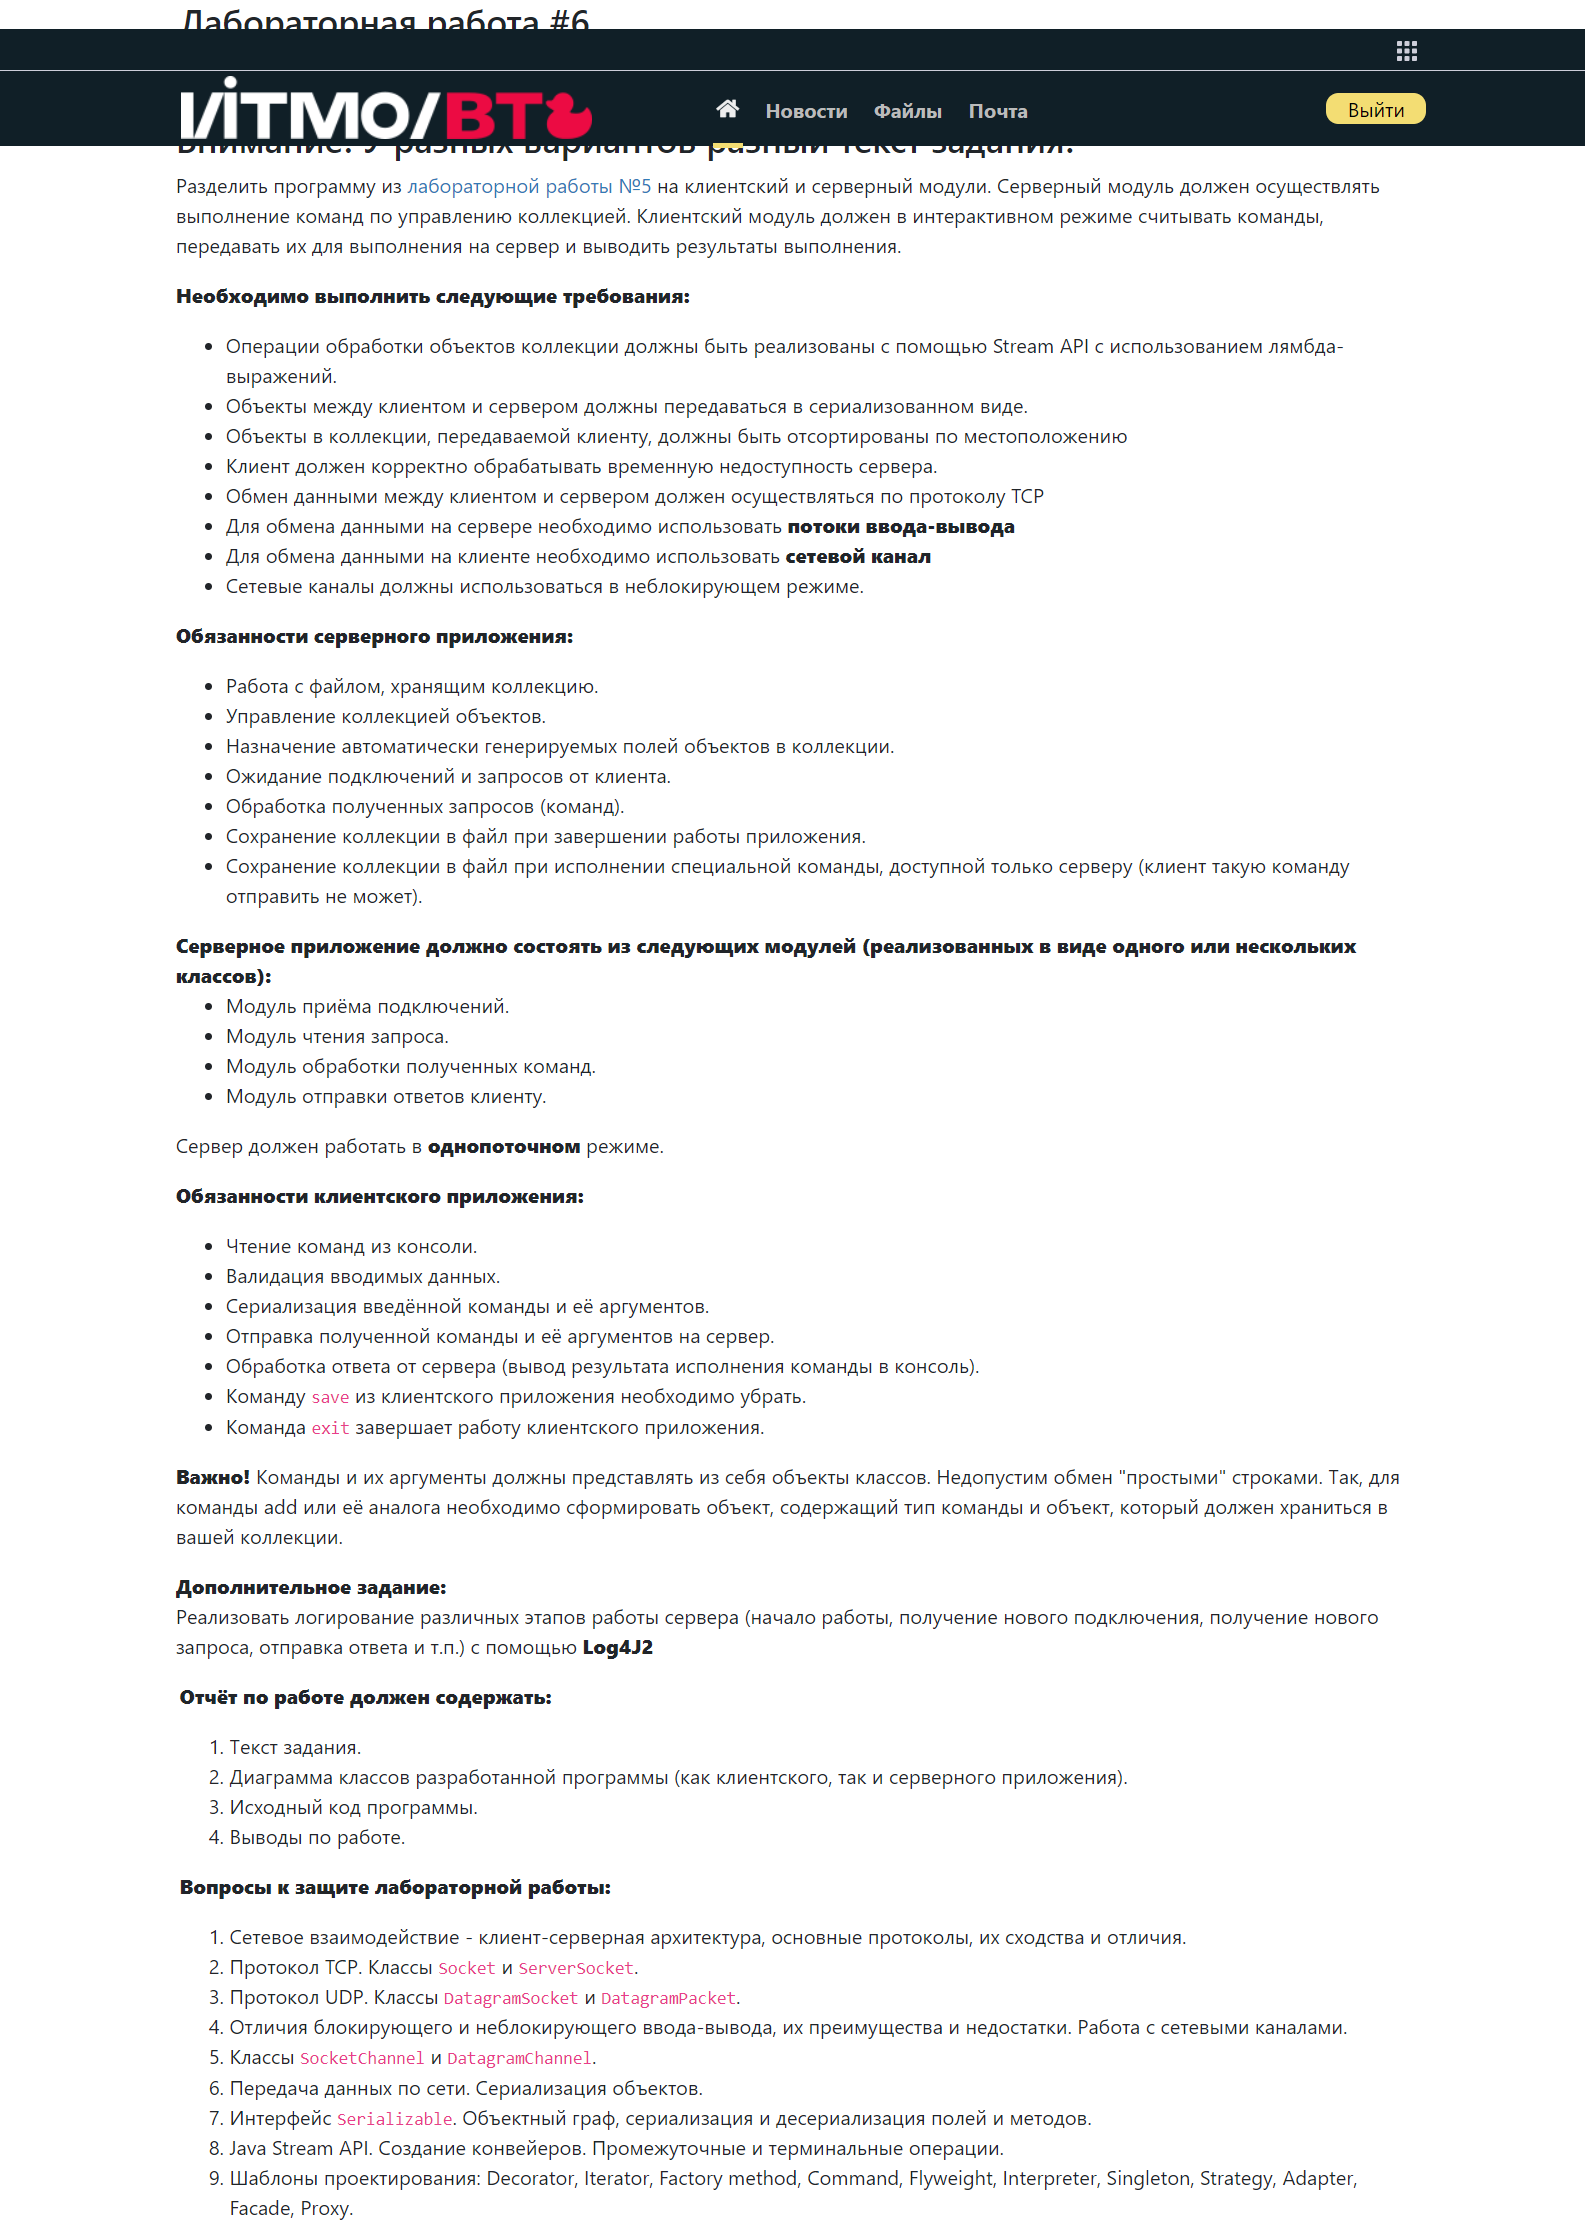 Лабораторная работа #6
ИТМО/ВТ
Новости Файлы Почта
Выйти
Внимание! У разных вариантов разный текст задания!
Разделить программу из лабораторной работы №5 на клиентский и серверный модули. Серверный модуль должен осуществлять
выполнение команд по управлению коллекцией. Клиентский модуль должен в интерактивном режиме считывать команды,
передавать их для выполнения на сервер и выводить результаты выполнения.
Необходимо выполнить следующие требования:
• Операции обработки объектов коллекции должны быть реализованы с помощью Stream API с использованием лямбда-
выражений.
• Объекты между клиентом и сервером должны передаваться в сериализованном виде.
• Объекты в коллекции, передаваемой клиенту, должны быть отсортированы по местоположению
• Клиент должен корректно обрабатывать временную недоступность сервера.
• Обмен данными между клиентом и сервером должен осуществляться по протоколу TCP
• Для обмена данными на сервере необходимо использовать потоки ввода-вывода
• Для обмена данными на клиенте необходимо использовать сетевой канал
• Сетевые каналы должны использоваться в неблокирующем режиме.
Обязанности серверного приложения:
• Работа с файлом, хранящим коллекцию.
• Управление коллекцией объектов.
• Назначение автоматически генерируемых полей объектов в коллекции.
• Ожидание подключений и запросов от клиента.
• Обработка полученных запросов (команд).
• Сохранение коллекции в файл при завершении работы приложения.
• Сохранение коллекции в файл при исполнении специальной команды, доступной только серверу (клиент такую команду
отправить не может).
Серверное приложение должно состоять из следующих модулей (реализованных в виде одного или нескольких
классов):
• Модуль приёма подключений.
• Модуль чтения запроса.
• Модуль обработки полученных команд.
• Модуль отправки ответов клиенту.
Сервер должен работать в однопоточном режиме.
Обязанности клиентского приложения:
• Чтение команд из консоли.
• Валидация вводимых данных.
• Сериализация введённой команды и её аргументов.
• Отправка полученной команды и её аргументов на сервер.
• Обработка ответа от сервера (вывод результата исполнения команды в консоль).
• Команду save из клиентского приложения необходимо убрать.
• Команда exit завершает работу клиентского приложения.
Важно! Команды и их аргументы должны представлять из себя объекты классов. Недопустим обмен "простыми" строками. Так, для
команды add или её аналога необходимо сформировать объект, содержащий тип команды и объект, который должен храниться в
вашей коллекции.
Дополнительное задание:
Реализовать логирование различных этапов работы сервера (начало работы, получение нового подключения, получение нового
запроса, отправка ответа и т.п.) с помощью Log4J2
Отчёт по работе должен содержать:
1. Текст задания.
2. Диаграмма классов разработанной программы (как клиентского, так и серверного приложения).
3. Исходный код программы.
4. Выводы по работе.
Вопросы к защите лабораторной работы:
1. Сетевое взаимодействие - клиент-серверная архитектура, основные протоколы, их сходства и отличия.
2. Протокол TCP. Классы Socket и ServerSocket.
3. Протокол UDP. Классы DatagramSocket и DatagramPacket.
4. Отличия блокирующего и неблокирующего ввода-вывода, их преимущества и недостатки. Работа с сетевыми каналами.
5. Классы SocketChannel и DatagramChannel.
6. Передача данных по сети. Сериализация объектов.
7. Интерфейс Serializable. Объектный граф, сериализация и десериализация полей и методов.
8. Java Stream API. Создание конвейеров. Промежуточные и терминальные операции.
9. Шаблоны проектирования: Decorator, Iterator, Factory method, Command, Flyweight, Interpreter, Singleton, Strategy, Adapter,
Facade, Proxy.